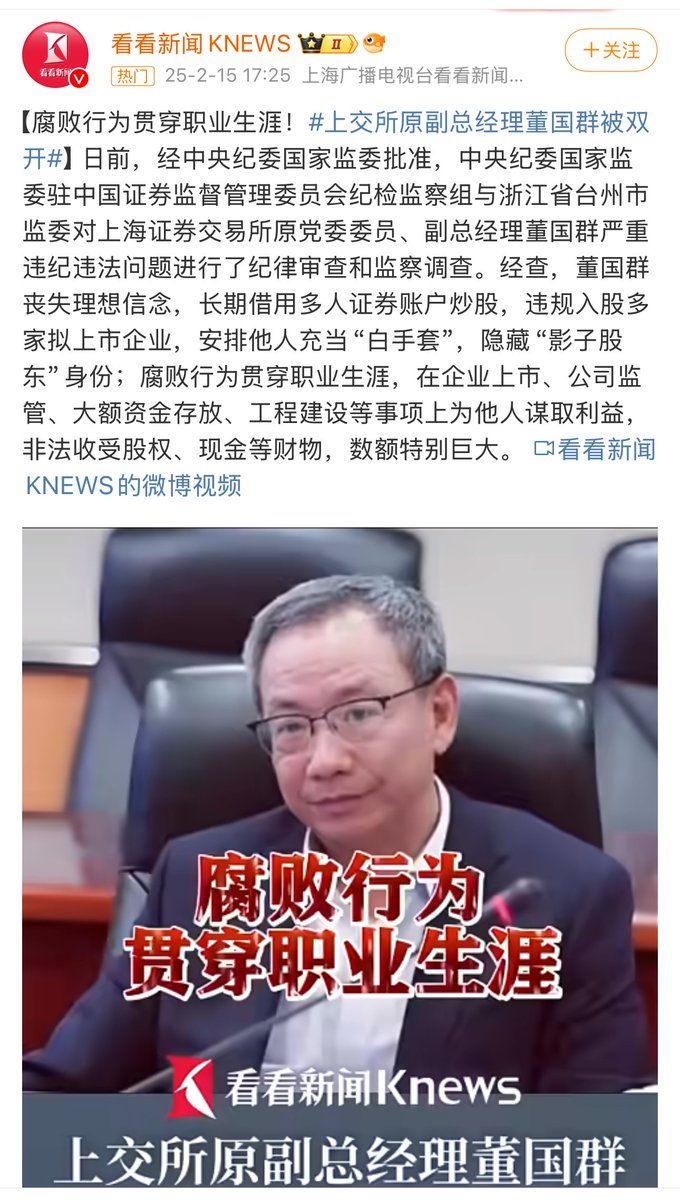 看看新闻
看看新闻KNEWS II
+关注
热门 25-2-15 17:25 上海广播电视台看看新闻...
【腐败行为贯穿职业生涯！#上交所原副总经理董国群被双
开#】日前，经中央纪委国家监委批准，中央纪委国家监
委驻中国证券监督管理委员会纪检监察组与浙江省台州市
监委对上海证券交易所原党委委员、副总经理董国群严重
违纪违法问题进行了纪律审查和监察调查。经查，董国群
丧失理想信念，长期借用多人证券账户炒股，违规入股多
家拟上市企业，安排他人充当“白手套”，隐藏“影子股
东”身份；腐败行为贯穿职业生涯，在企业上市、公司监
管、大额资金存放、工程建设等事项上为他人谋取利益，
非法收受股权、现金等财物，数额特别巨大。 看看新闻
KNEWS的微博视频
腐败行为
贯穿职业生涯
看看新闻Knews
上交所原副总经理董国群